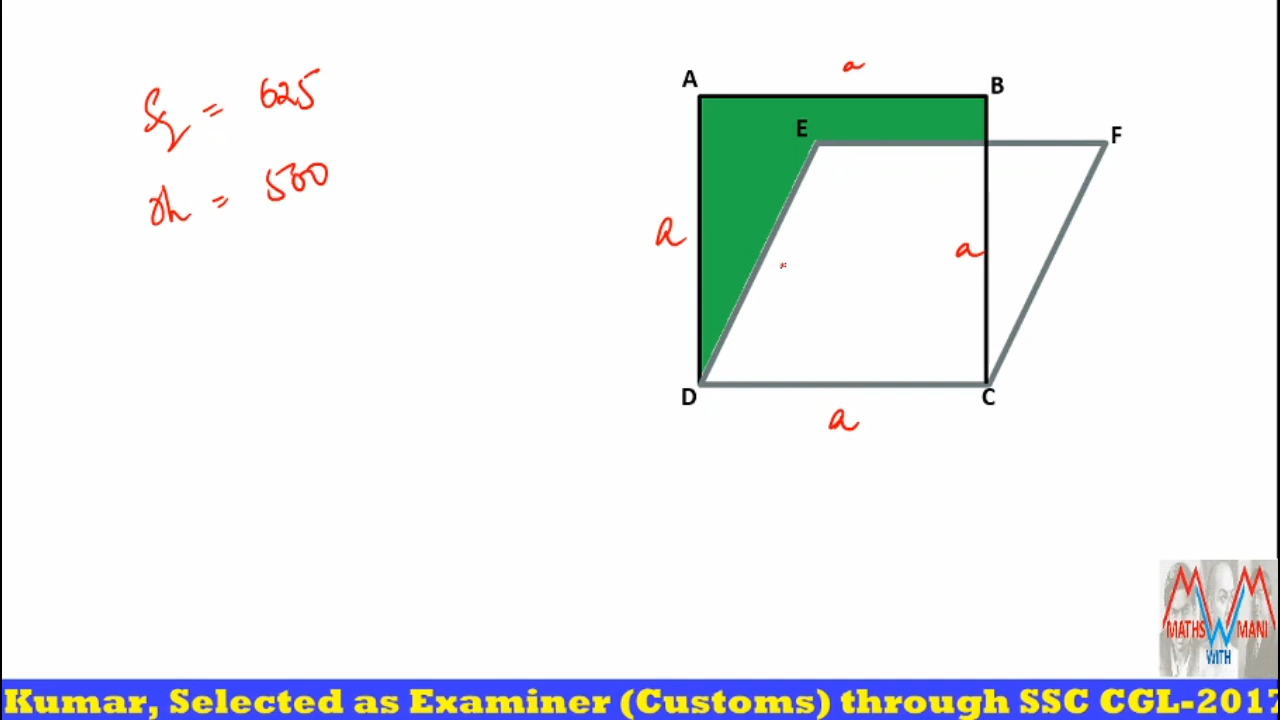 Sq = 625
rh = 500
a
A
B
E
F
a
a
D
C
a
MATHS WITH MANI
Kumar, Selected as Examiner (Customs) through SSC CGL-2017